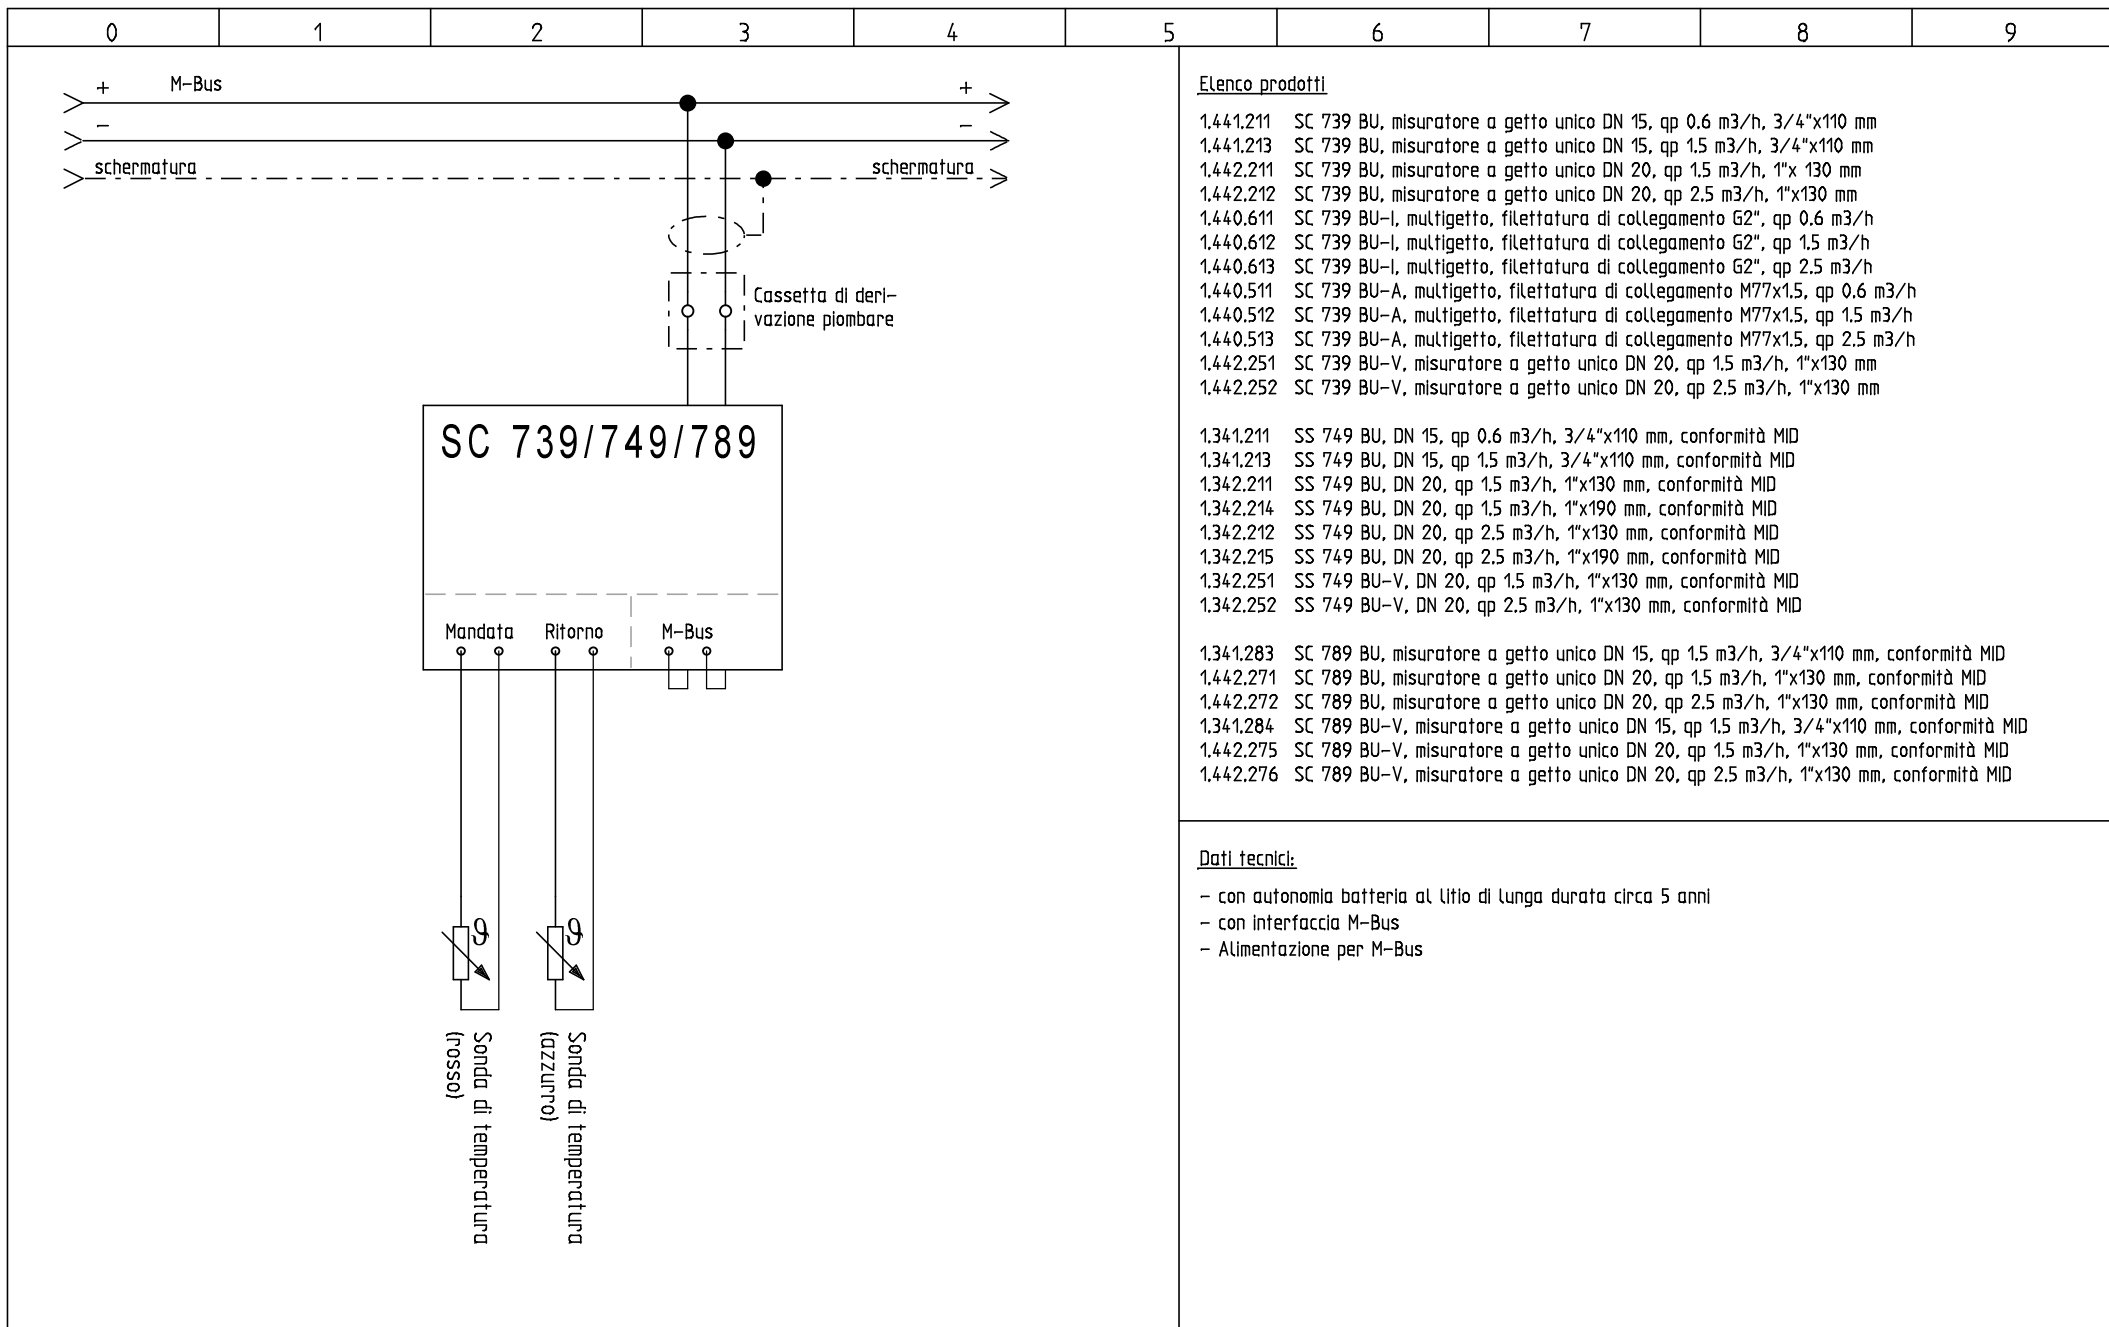 0 1 2 3 4 5 6 7 8 9
+ M-Bus +
- -
schermatura schermatura
Cassetta di deri-
vazione piombare
SC 739/749/789
Mandata Ritorno M-Bus
ϑ ϑ
Sonda di temperatura
(rosso)
Sonda di temperatura
(azzurro)
Elenco prodotti
1.441.211 SC 739 BU, misuratore a getto unico DN 15, qp 0.6 m3/h, 3/4"x110 mm
1.441.213 SC 739 BU, misuratore a getto unico DN 15, qp 1.5 m3/h, 3/4"x110 mm
1.442.211 SC 739 BU, misuratore a getto unico DN 20, qp 1.5 m3/h, 1"x 130 mm
1.442.212 SC 739 BU, misuratore a getto unico DN 20, qp 2.5 m3/h, 1"x130 mm
1.440.611 SC 739 BU-I, multigetto, filettatura di collegamento G2", qp 0.6 m3/h
1.440.612 SC 739 BU-I, multigetto, filettatura di collegamento G2", qp 1.5 m3/h
1.440.613 SC 739 BU-I, multigetto, filettatura di collegamento G2", qp 2.5 m3/h
1.440.511 SC 739 BU-A, multigetto, filettatura di collegamento M77x1.5, qp 0.6 m3/h
1.440.512 SC 739 BU-A, multigetto, filettatura di collegamento M77x1.5, qp 1.5 m3/h
1.440.513 SC 739 BU-A, multigetto, filettatura di collegamento M77x1.5, qp 2.5 m3/h
1.442.251 SC 739 BU-V, misuratore a getto unico DN 20, qp 1.5 m3/h, 1"x130 mm
1.442.252 SC 739 BU-V, misuratore a getto unico DN 20, qp 2.5 m3/h, 1"x130 mm
1.341.211 SS 749 BU, DN 15, qp 0.6 m3/h, 3/4"x110 mm, conformità MID
1.341.213 SS 749 BU, DN 15, qp 1.5 m3/h, 3/4"x110 mm, conformità MID
1.342.211 SS 749 BU, DN 20, qp 1.5 m3/h, 1"x130 mm, conformità MID
1.342.214 SS 749 BU, DN 20, qp 1.5 m3/h, 1"x190 mm, conformità MID
1.342.212 SS 749 BU, DN 20, qp 2.5 m3/h, 1"x130 mm, conformità MID
1.342.215 SS 749 BU, DN 20, qp 2.5 m3/h, 1"x190 mm, conformità MID
1.342.251 SS 749 BU-V, DN 20, qp 1.5 m3/h, 1"x130 mm, conformità MID
1.342.252 SS 749 BU-V, DN 20, qp 2.5 m3/h, 1"x130 mm, conformità MID
1.341.283 SC 789 BU, misuratore a getto unico DN 15, qp 1.5 m3/h, 3/4"x110 mm, conformità MID
1.442.271 SC 789 BU, misuratore a getto unico DN 20, qp 1.5 m3/h, 1"x130 mm, conformità MID
1.442.272 SC 789 BU, misuratore a getto unico DN 20, qp 2.5 m3/h, 1"x130 mm, conformità MID
1.341.284 SC 789 BU-V, misuratore a getto unico DN 15, qp 1.5 m3/h, 3/4"x110 mm, conformità MID
1.442.275 SC 789 BU-V, misuratore a getto unico DN 20, qp 1.5 m3/h, 1"x130 mm, conformità MID
1.442.276 SC 789 BU-V, misuratore a getto unico DN 20, qp 2.5 m3/h, 1"x130 mm, conformità MID
Dati tecnici:
- con autonomia batteria al litio di lunga durata circa 5 anni
- con interfaccia M-Bus
- Alimentazione per M-Bus